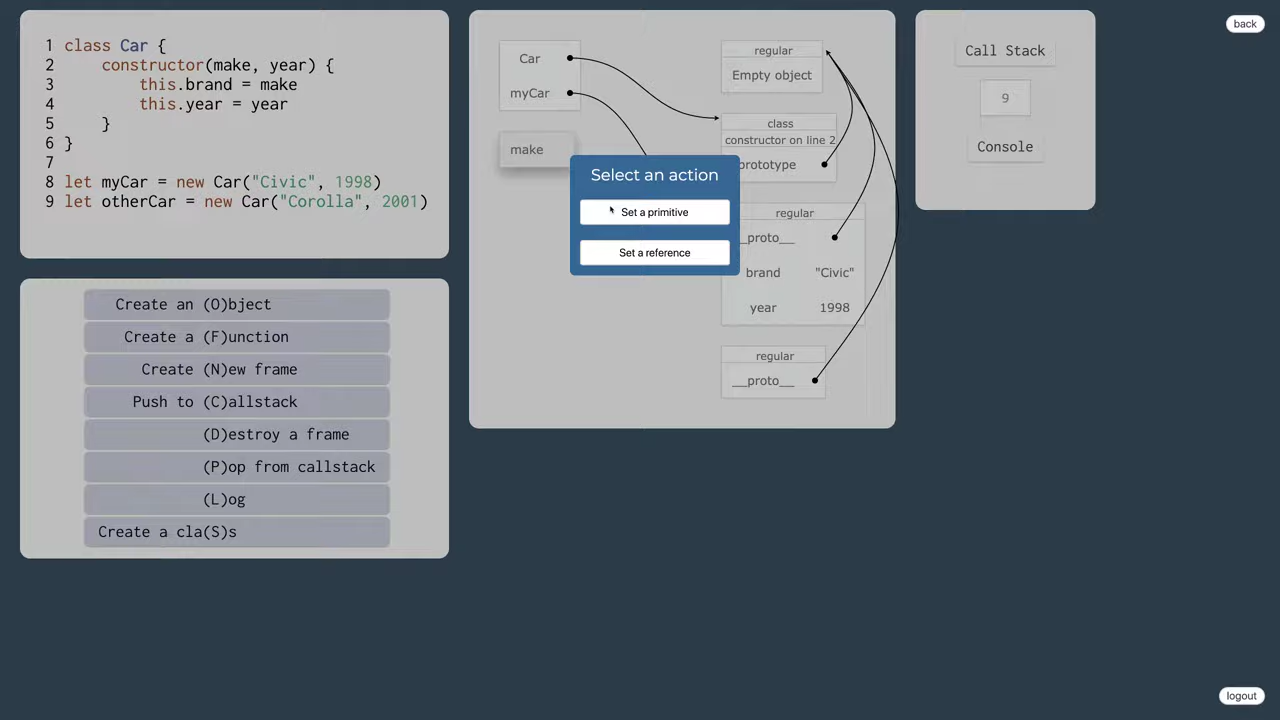 back
1 class Car {
2 constructor(make, year) {
3 this.brand = make
4 this.year = year
5 }
6 }
7
8 let myCar = new Car("Civic", 1998)
9 let otherCar = new Car("Corolla", 2001)
Create an (O)bject
Create a (F)unction
Create (N)ew frame
Push to (C)allstack
(D)estroy a frame
(P)op from callstack
(L)og
Create a cla(S)s
Car
myCar
make
Select an action
Set a primitive
Set a reference
regular
Empty object
class
constructor on line 2
prototype
regular
__proto__
brand "Civic"
year 1998
regular
__proto__
Call Stack
9
Console
logout